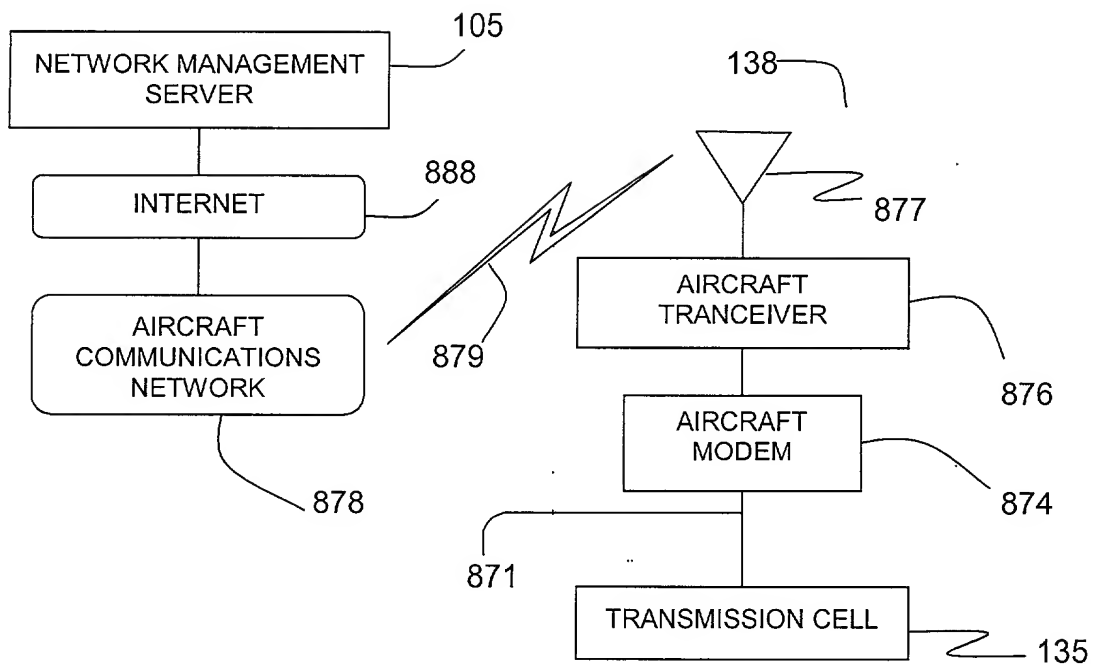 105
NETWORK MANAGEMENT
SERVER
138
888
INTERNET
877
AIRCRAFT
TRANCEIVER
AIRCRAFT
COMMUNICATIONS
NETWORK
879
876
AIRCRAFT
MODEM
878
874
871
TRANSMISSION CELL
135